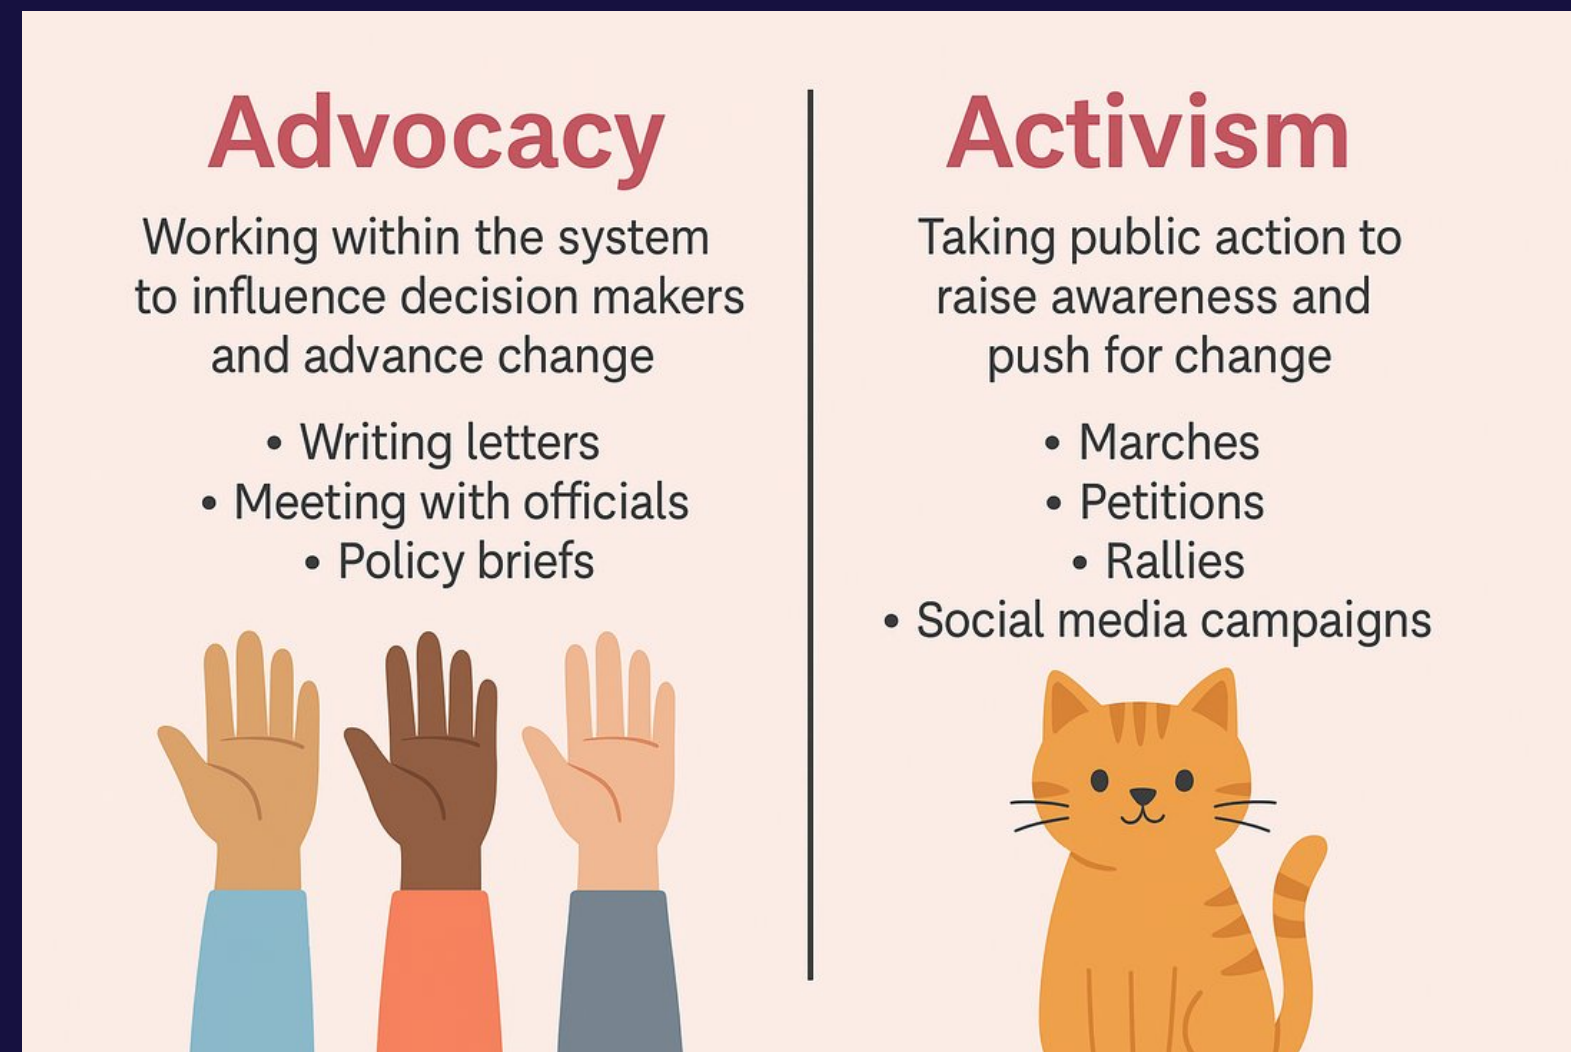 Advocacy
Working within the system
to influence decision makers
and advance change
• Writing letters
• Meeting with officials
• Policy briefs
Activism
Taking public action to
raise awareness and
push for change
• Marches
• Petitions
• Rallies
• Social media campaigns